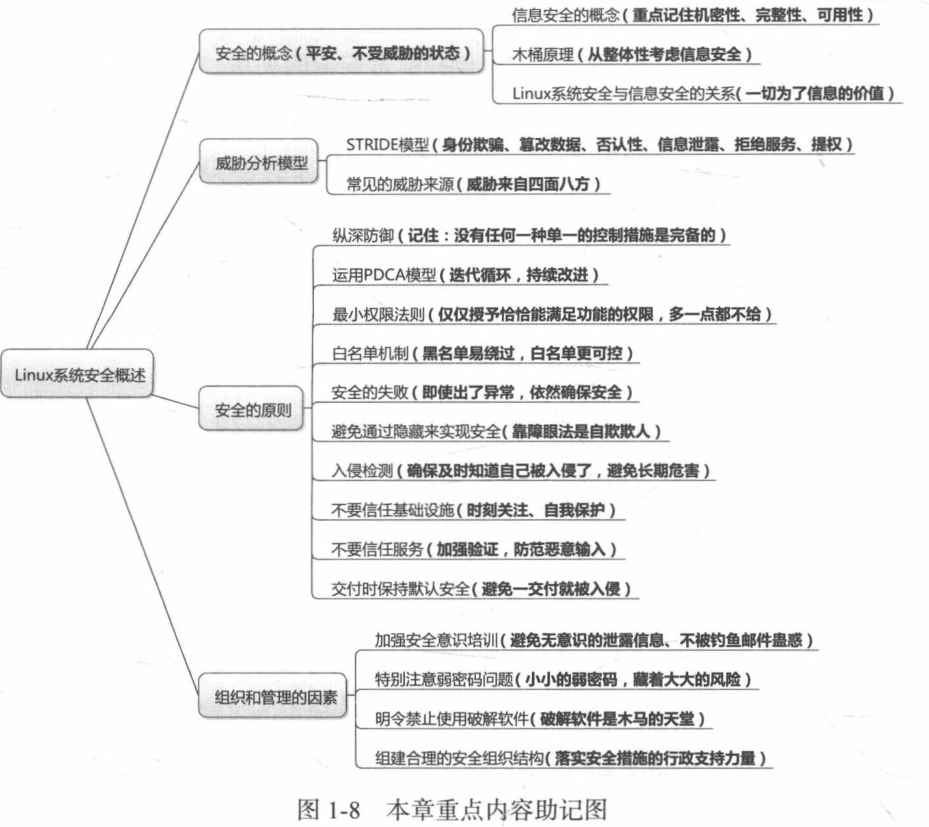 信息安全的概念(重点记住机密性、完整性、可用性)
安全的概念(平安、不受威胁的状态)
木桶原理(从整体性考虑信息安全)
Linux系统安全与信息安全的关系(一切为了信息的价值)
STRIDE模型(身份欺骗、篡改数据、否认性、信息泄露、拒绝服务、提权)
威胁分析模型
常见的威胁来源(威胁来自四面八方)
纵深防御(记住:没有任何一种单一的控制措施是完备的)
运用PDCA模型(迭代循环,持续改进)
最小权限法则(仅仅授予恰恰能满足功能的权限,多一点都不给)
白名单机制(黑名单易绕过,白名单更可控)
Linux系统安全概述
安全的失败(即使出了异常,依然确保安全)
安全的原则
避免通过隐藏来实现安全(靠障眼法是自欺欺人)
入侵检测(确保及时知道自己被入侵了,避免长期危害)
不要信任基础设施(时刻关注、自我保护)
不要信任服务(加强验证,防范恶意输入)
交付时保持默认安全(避免一交付就被入侵)
加强安全意识培训(避免无意识的泄露信息、不被钓鱼邮件蛊惑)
特别注意弱密码问题(小小的弱密码,藏着大大的风险)
组织和管理的因素
明令禁止使用破解软件(破解软件是木马的天堂)
组建合理的安全组织结构(落实安全措施的行政支持力量)
图 1-8 本章重点内容助记图